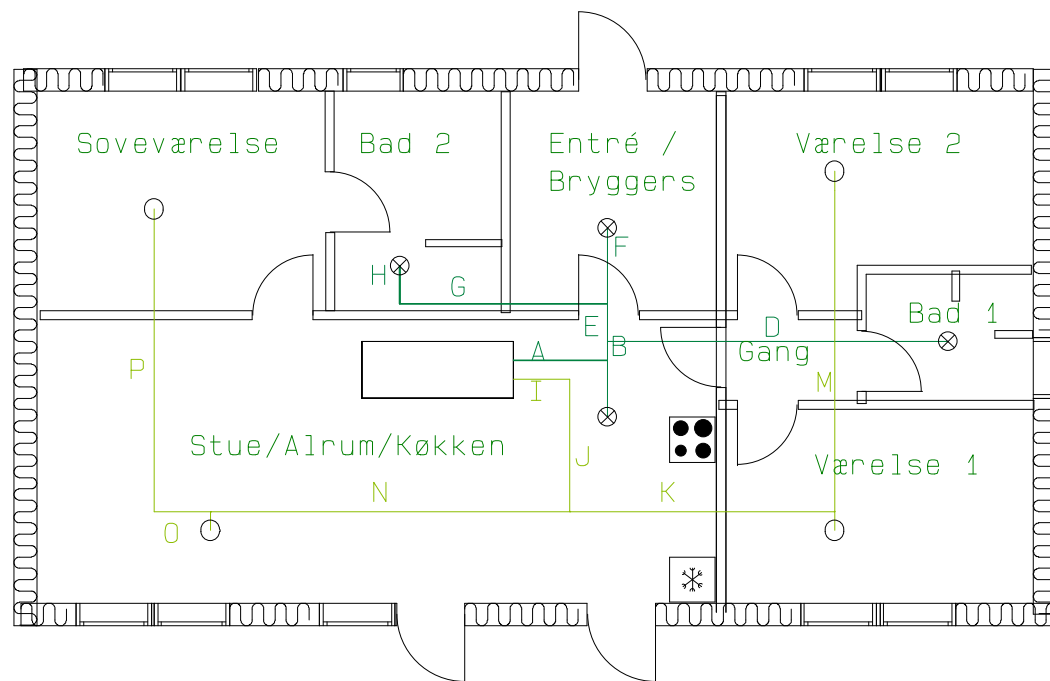 Soveværelse
Bad 2
Entré /
Bryggers
Værelse 2
F
H
G
E
B
D
Gang
Bad 1
A
P
I
M
Stue/Alrum/Køkken
J
Værelse 1
N
K
O